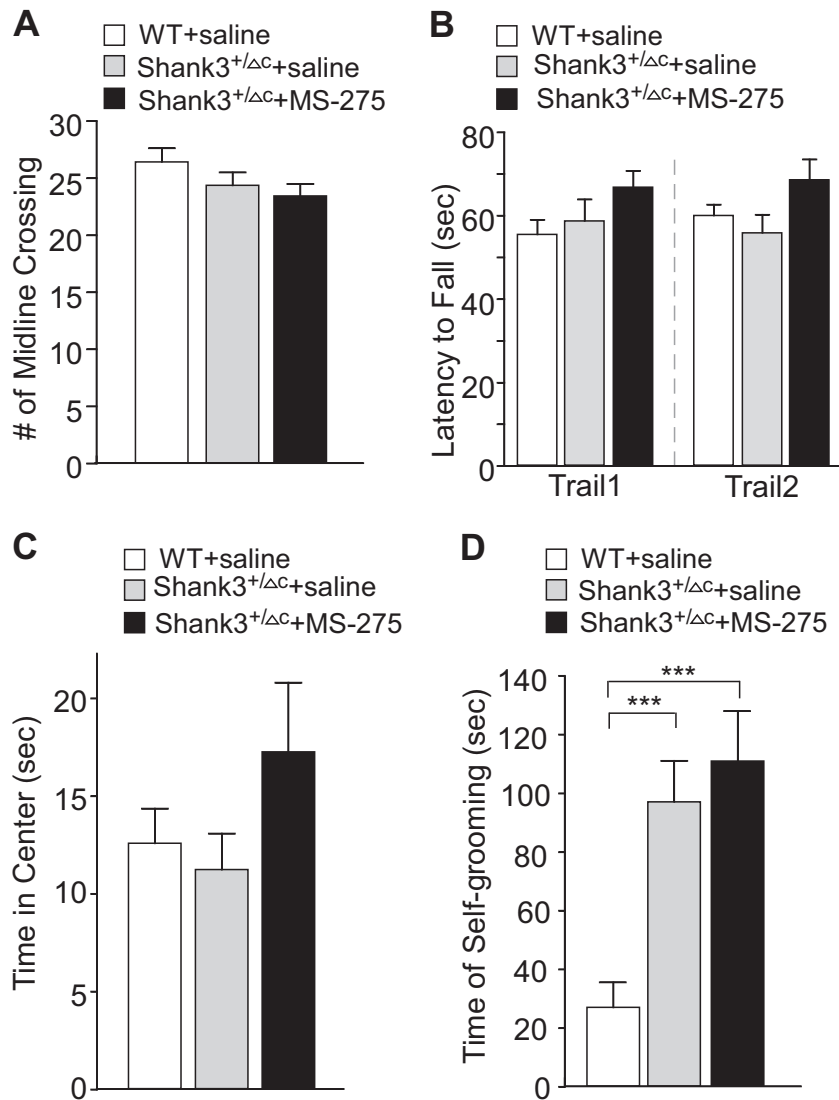 A
WT+saline
Shank3+/△C+saline
Shank3+/△C+MS-275
# of Midline Crossing
30
25
20
15
10
5
0
B
WT+saline
Shank3+/△C+saline
Shank3+/△C+MS-275
Latency to Fall (sec)
80
60
40
20
0
Trail1
Trail2
C
WT+saline
Shank3+/△C+saline
Shank3+/△C+MS-275
Time in Center (sec)
20
15
10
5
0
D
WT+saline
Shank3+/△C+saline
Shank3+/△C+MS-275
Time of Self-grooming (sec)
140
120
100
80
60
40
20
0
***
***